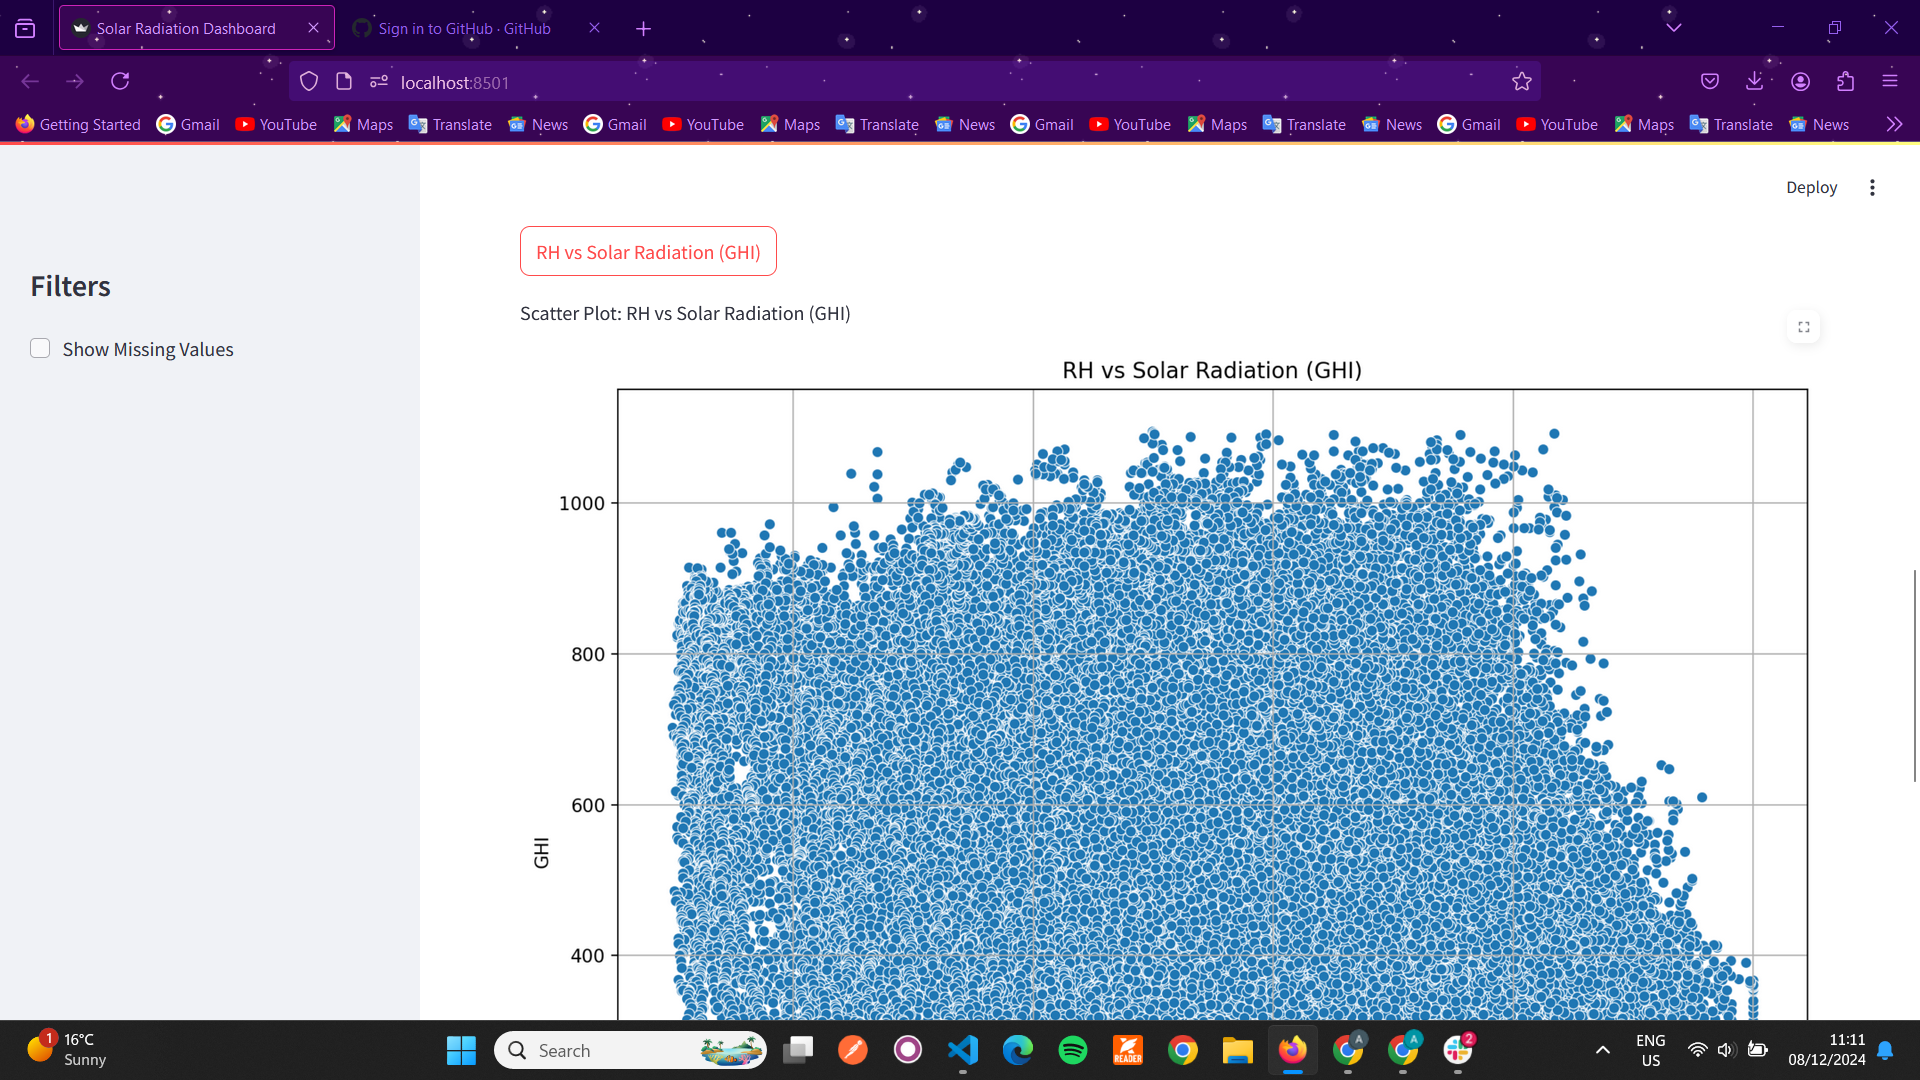 Solar Radiation Dashboard
Sign in to GitHub · GitHub
localhost:8501
Getting Started Gmail YouTube Maps Translate News Gmail YouTube Maps Translate News Gmail YouTube Maps Translate News Gmail YouTube Maps Translate News
Deploy
Filters
Show Missing Values
RH vs Solar Radiation (GHI)
Scatter Plot: RH vs Solar Radiation (GHI)
RH vs Solar Radiation (GHI)
1000
800
600
GHI
400
1
16°C
Sunny
Search
READER
A
A
2
ENG
US
11:11
08/12/2024